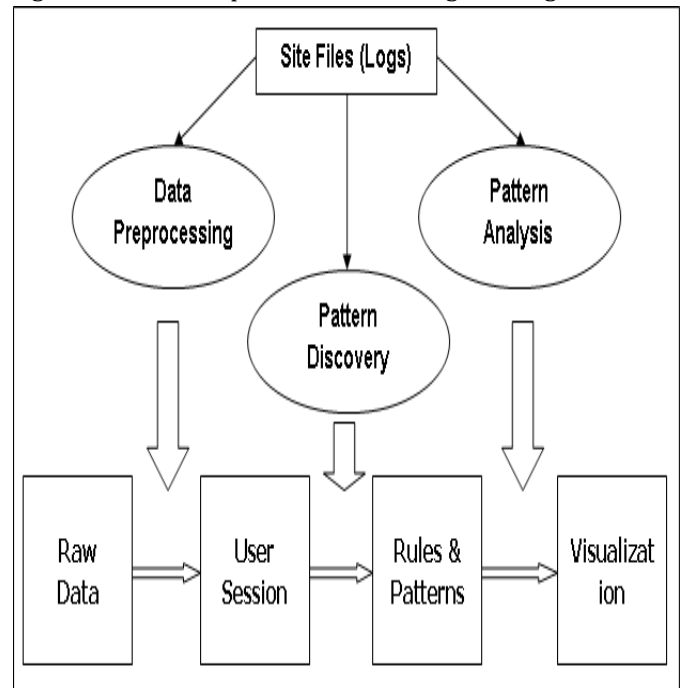 Site Files (Logs)
Data
Preprocessing
Pattern
Analysis
Pattern
Discovery
Raw
Data
User
Session
Rules &
Patterns
Visualizat
ion